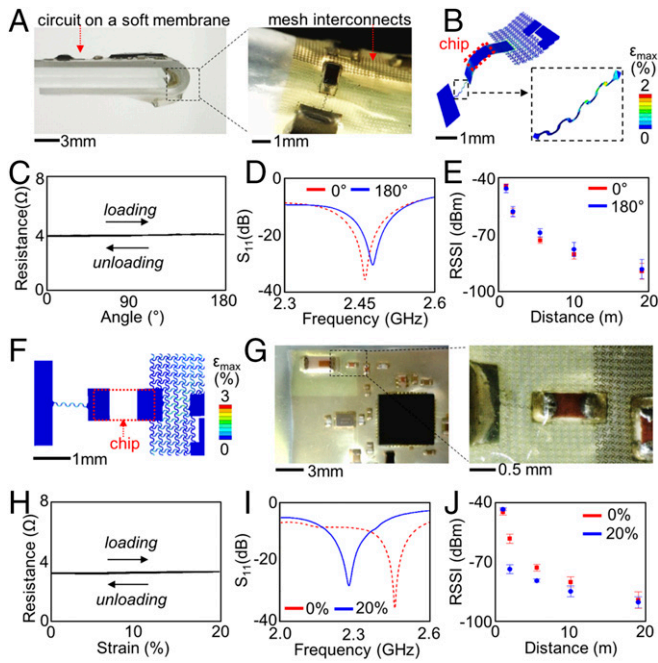 A
circuit on a soft membrane
mesh interconnects
3mm
1mm
B
chip
εmax
(%)
2
0
1mm
C
Resistance(Ω)
8
4
0
loading
unloading
0 90 180
Angle (°)
D
S11(dB)
0
-20
-40
0° 180°
2.3 2.45 2.6
Frequency (GHz)
E
RSSI (dBm)
-40
-80
-100
0°
180°
0 10 20
Distance (m)
F
εmax
(%)
3
0
chip
1mm
G
3mm
0.5 mm
H
Resistance (Ω)
8
4
0
loading
unloading
0 10 20
Strain (%)
I
S11(dB)
0
-20
-40
0% 20%
2.0 2.3 2.6
Frequency (GHz)
J
RSSI (dBm)
-40
-80
-100
0%
20%
0 10 20
Distance (m)